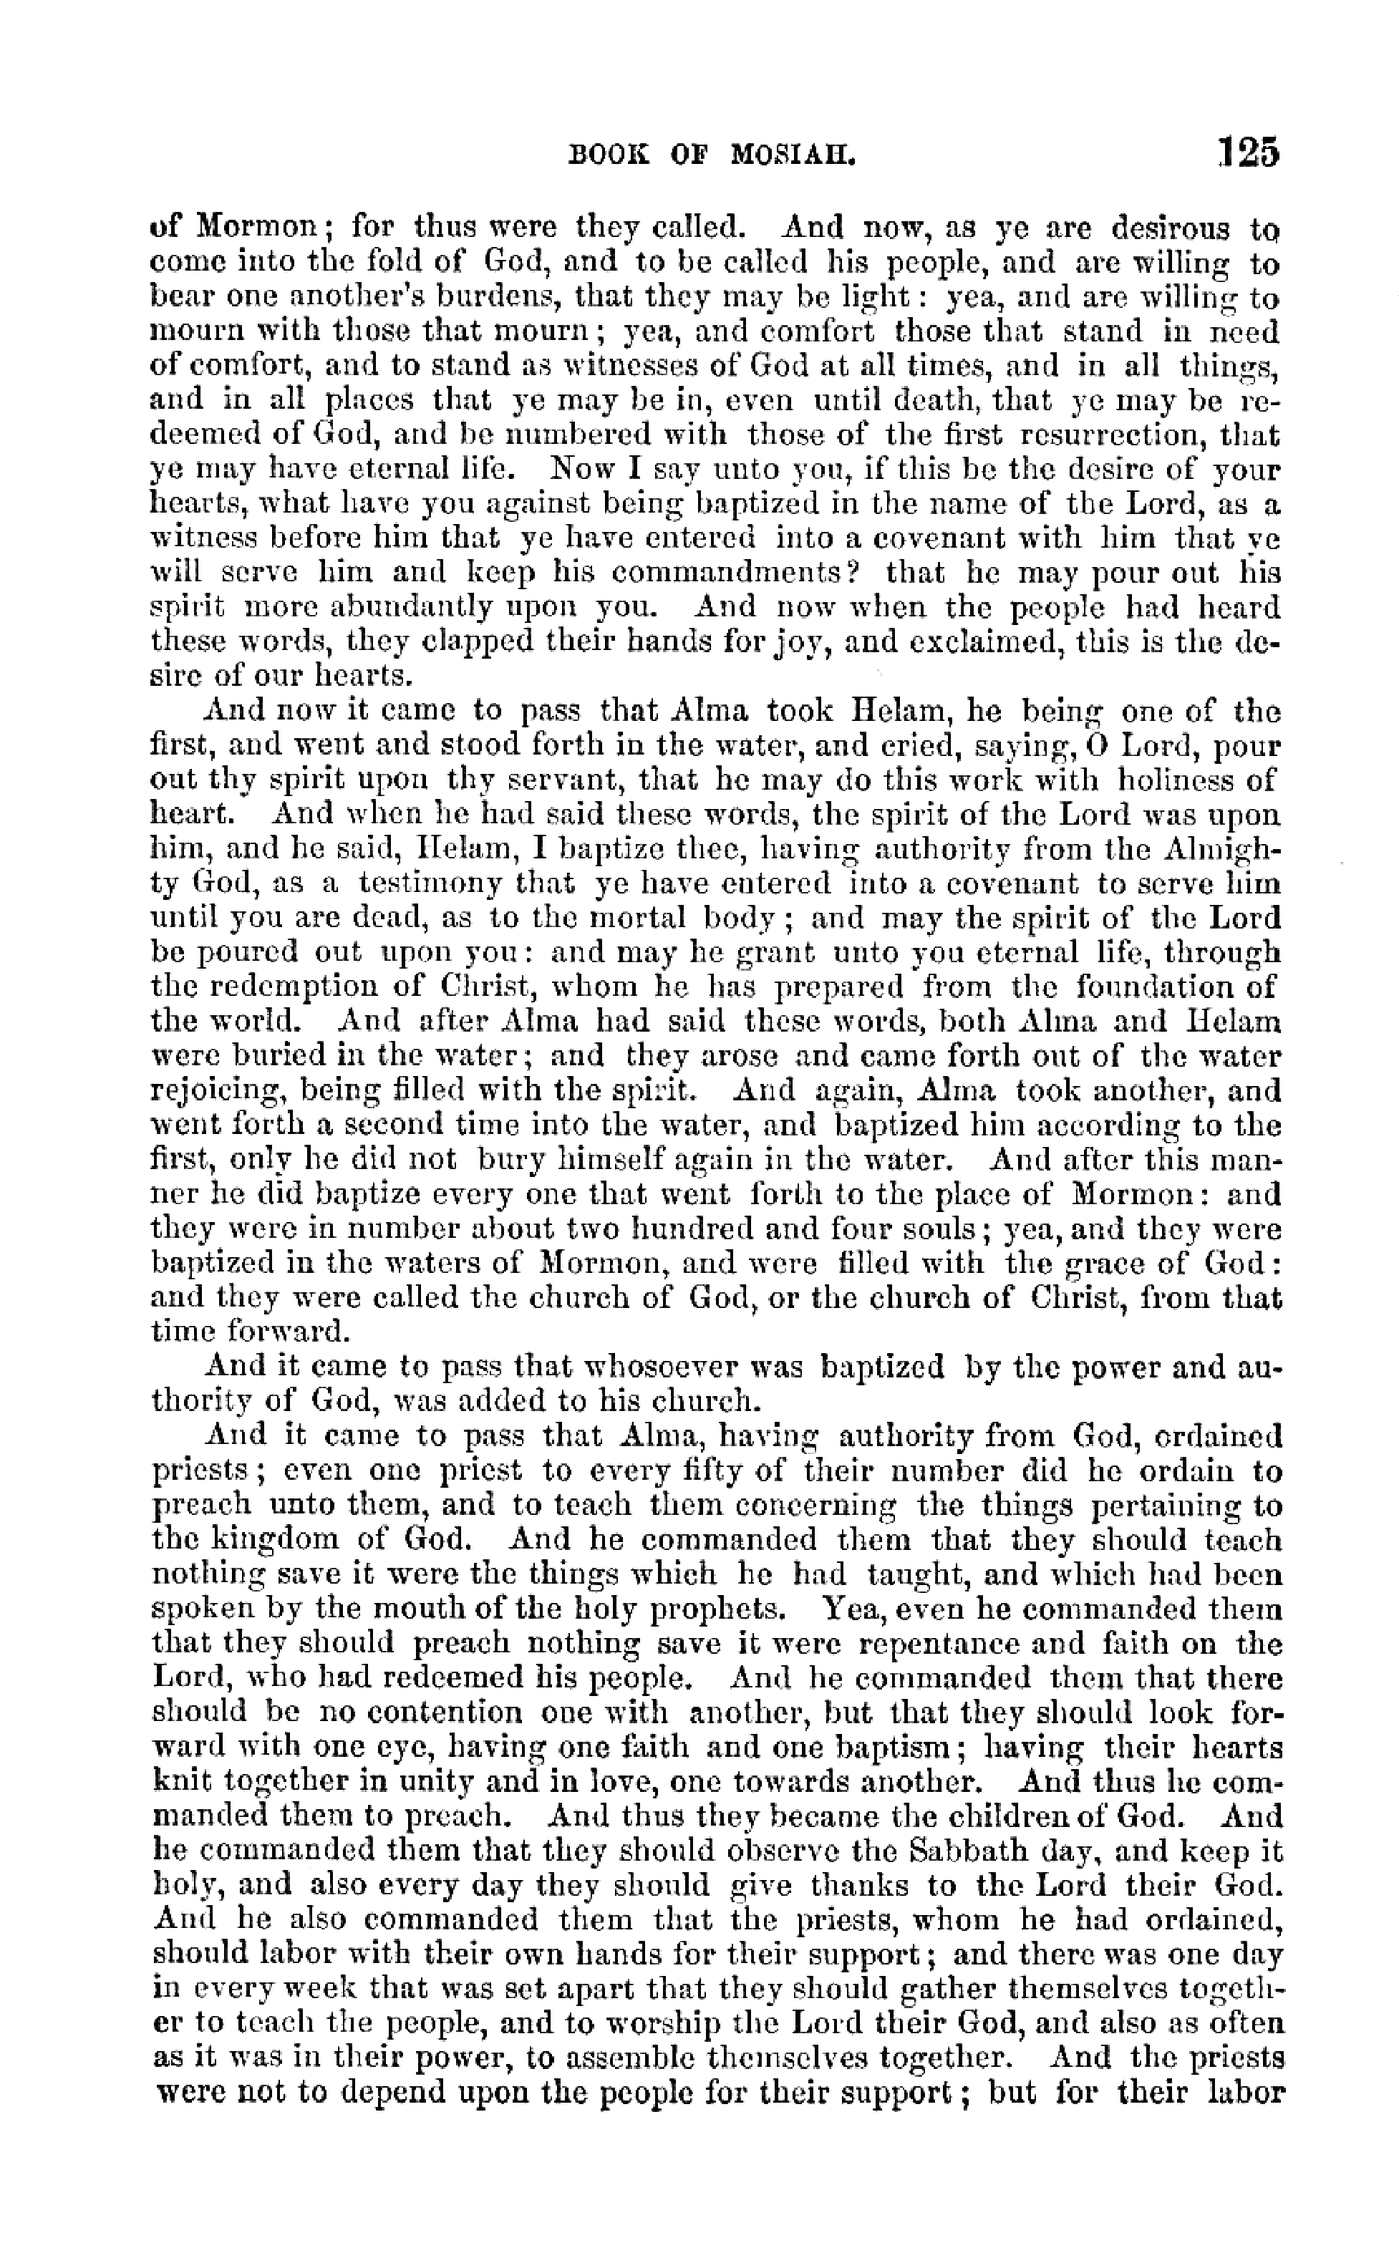 BOOK OF MOSIAH. 125
of Mormon; for thus were they called. And now, as ye are desirous to
come into the fold of God, and to be called his people, and are willing to
bear one another's burdens, that they may be light: yea, and are willing to
mourn with those that mourn; yea, and comfort those that stand in need
of comfort, and to stand as witnesses of God at all times, and in all things,
and in all places that ye may be in, even until death, that ye may be re-
deemed of God, and be numbered with those of the first resurrection, that
ye may have eternal life. Now I say unto you, if this be the desire of your
hearts, what have you against being baptized in the name of the Lord, as a
witness before him that ye have entered into a covenant with him that ye
will serve him and keep his commandments? that he may pour out his
spirit more abundantly upon you. And now when the people had heard
these words, they clapped their hands for joy, and exclaimed, this is the de-
sire of our hearts.
And now it came to pass that Alma took Helam, he being one of the
first, and went and stood forth in the water, and cried, saying, O Lord, pour
out thy spirit upon thy servant, that he may do this work with holiness of
heart. And when he had said these words, the spirit of the Lord was upon
him, and he said, Helam, I baptize thee, having authority from the Almigh-
ty God, as a testimony that ye have entered into a covenant to serve him
until you are dead, as to the mortal body; and may the spirit of the Lord
be poured out upon you: and may he grant unto you eternal life, through
the redemption of Christ, whom he has prepared from the foundation of
the world. And after Alma had said these words, both Alma and Helam
were buried in the water; and they arose and came forth out of the water
rejoicing, being filled with the spirit. And again, Alma took another, and
went forth a second time into the water, and baptized him according to the
first, only he did not bury himself again in the water. And after this man-
ner he did baptize every one that went forth to the place of Mormon: and
they were in number about two hundred and four souls; yea, and they were
baptized in the waters of Mormon, and were filled with the grace of God:
and they were called the church of God, or the church of Christ, from that
time forward.
And it came to pass that whosoever was baptized by the power and au-
thority of God, was added to his church.
And it came to pass that Alma, having authority from God, ordained
priests; even one priest to every fifty of their number did he ordain to
preach unto them, and to teach them concerning the things pertaining to
the kingdom of God. And he commanded them that they should teach
nothing save it were the things which he had taught, and which had been
spoken by the mouth of the holy prophets. Yea, even he commanded them
that they should preach nothing save it were repentance and faith on the
Lord, who had redeemed his people. And he commanded them that there
should be no contention one with another, but that they should look for-
ward with one eye, having one faith and one baptism; having their hearts
knit together in unity and in love, one towards another. And thus he com-
manded them to preach. And thus they became the children of God. And
he commanded them that they should observe the Sabbath day, and keep it
holy, and also every day they should give thanks to the Lord their God.
And he also commanded them that the priests, whom he had ordained,
should labor with their own hands for their support; and there was one day
in every week that was set apart that they should gather themselves togeth-
er to teach the people, and to worship the Lord their God, and also as often
as it was in their power, to assemble themselves together. And the priests
were not to depend upon the people for their support; but for their labor